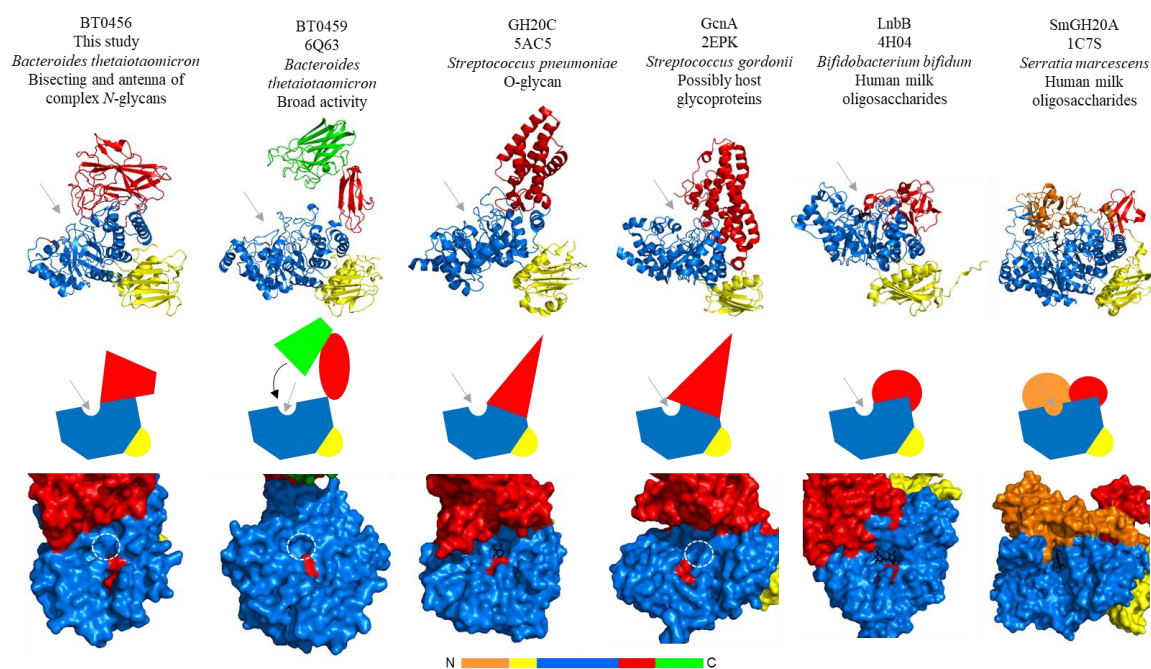 BT0456
This study
Bacteroides thetaiotaomicron
Bisecting and antenna of
complex N-glycans
BT0459
6Q63
Bacteroides
thetaiotaomicron
Broad activity
GH20C
5AC5
Streptococcus pneumoniae
O-glycan
GcnA
2EPK
Streptococcus gordonii
Possibly host
glycoproteins
LnbB
4H04
Bifidobacterium bifidum
Human milk
oligosaccharides
SmGH20A
1C7S
Serratia marcescens
Human milk
oligosaccharides
N
C